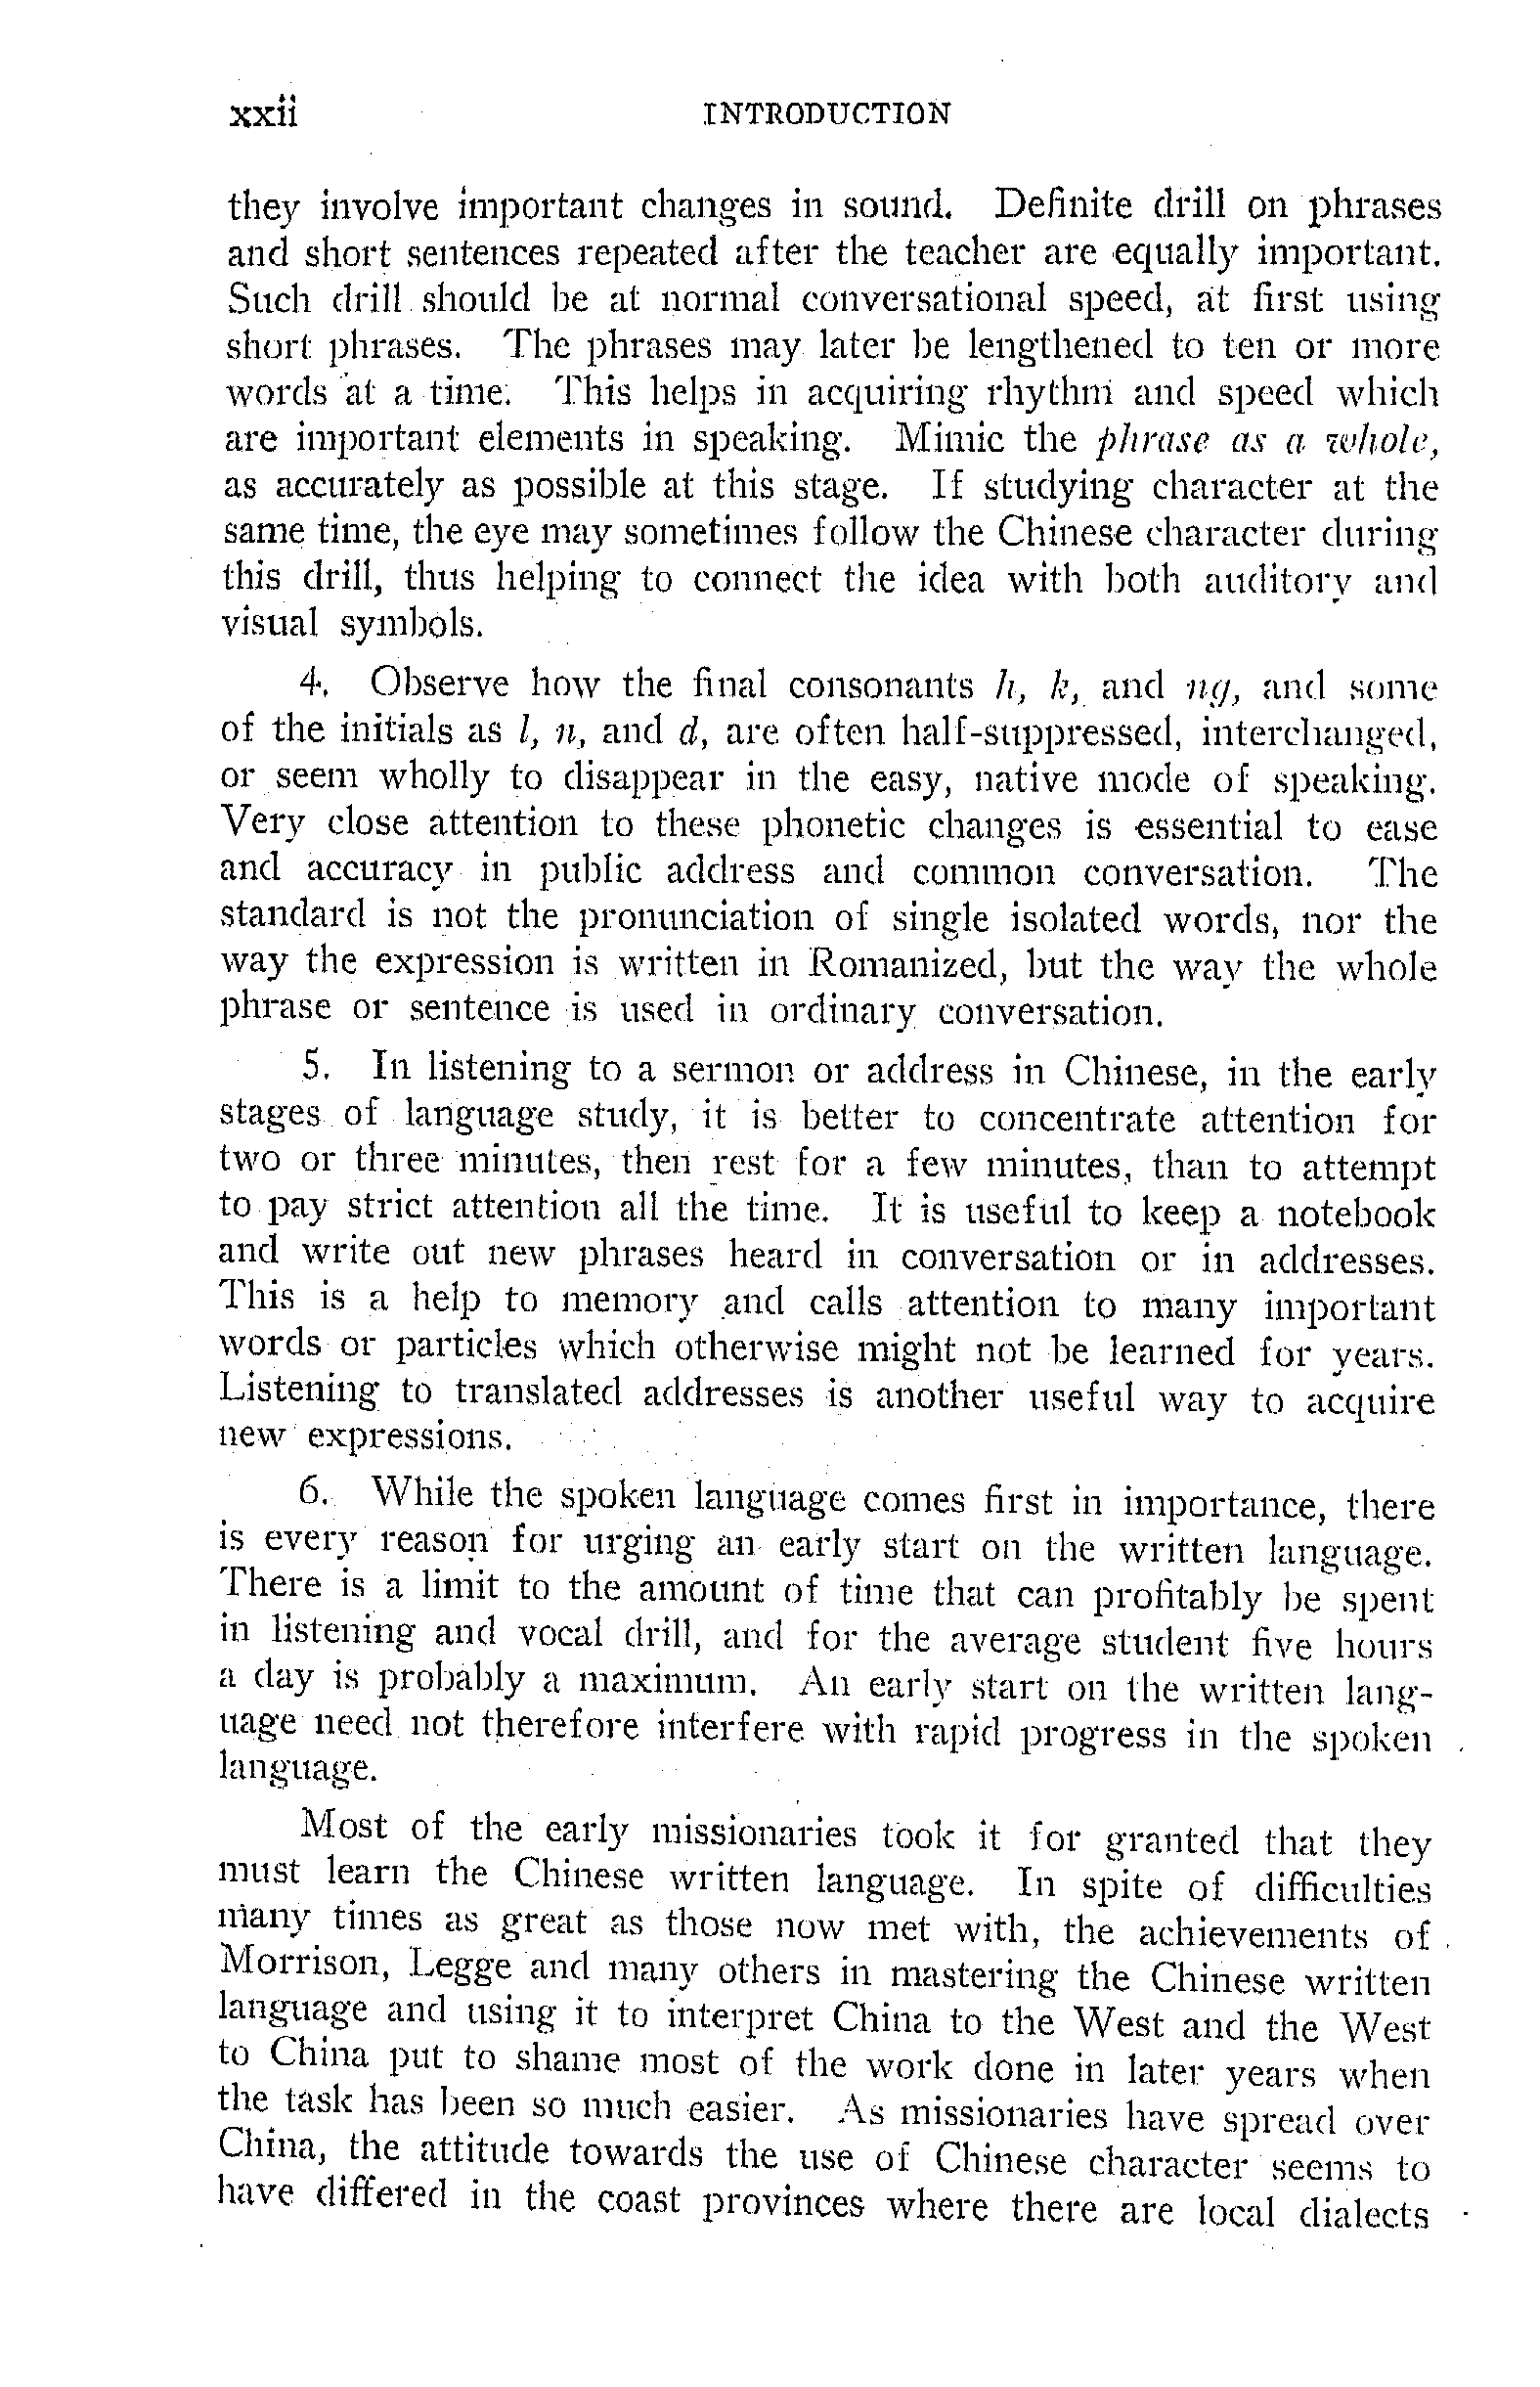 xxii INTRODUCTION
they involve important changes in sound. Definite drill on phrases
and short sentences repeated after the teacher are equally important.
Such drill should be at normal conversational speed, at first using
short phrases. The phrases may later be lengthened to ten or more
words at a time. This helps in acquiring rhythm and speed which
are important elements in speaking. Mimic the phrase as a whole,
as accurately as possible at this stage. If studying character at the
same time, the eye may sometimes follow the Chinese character during
this drill, thus helping to connect the idea with both auditory and
visual symbols.
4. Observe how the final consonants h, k, and ng, and some
of the initials as l, n, and d, are often half-suppressed, interchanged,
or seem wholly to disappear in the easy, native mode of speaking.
Very close attention to these phonetic changes is essential to ease
and accuracy in public address and common conversation. The
standard is not the pronunciation of single isolated words, nor the
way the expression is written in Romanized, but the way the whole
phrase or sentence is used in ordinary conversation.
5. In listening to a sermon or address in Chinese, in the early
stages of language study, it is better to concentrate attention for
two or three minutes, then rest for a few minutes, than to attempt
to pay strict attention all the time. It is useful to keep a notebook
and write out new phrases heard in conversation or in addresses.
This is a help to memory and calls attention to many important
words or particles which otherwise might not be learned for years.
Listening to translated addresses is another useful way to acquire
new expressions.
6. While the spoken language comes first in importance, there
is every reason for urging an early start on the written language.
There is a limit to the amount of time that can profitably be spent
in listening and vocal drill, and for the average student five hours
a day is probably a maximum. An early start on the written lang-
uage need not therefore interfere with rapid progress in the spoken
language.
Most of the early missionaries took it for granted that they
must learn the Chinese written language. In spite of difficulties
many times as great as those now met with, the achievements of
Morrison, Legge and many others in mastering the Chinese written
language and using it to interpret China to the West and the West
to China put to shame most of the work done in later years when
the task has been so much easier. As missionaries have spread over
China, the attitude towards the use of Chinese character seems to
have differed in the coast provinces where there are local dialects